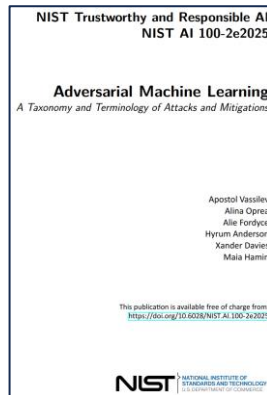 NIST Trustworthy and Responsible AI
NIST AI 100-2e2025
Adversarial Machine Learning
A Taxonomy and Terminology of Attacks and Mitigations
Apostol Vassilev
Alina Oprea
Alie Fordyce
Hyrum Anderson
Xander Davies
Maia Hamin
This publication is available free of charge from:
https://doi.org/10.6028/NIST.AI.100-2e2025
NIST
NATIONAL INSTITUTE OF
STANDARDS AND TECHNOLOGY
U.S. DEPARTMENT OF COMMERCE